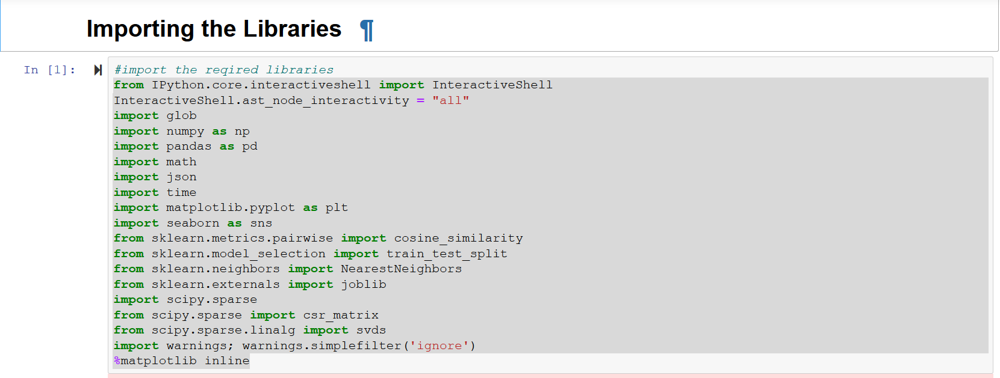 Importing the Libraries ¶
In [1]:
#import the reqired libraries
from IPython.core.interactiveshell import InteractiveShell
InteractiveShell.ast_node_interactivity = "all"
import glob
import numpy as np
import pandas as pd
import math
import json
import time
import matplotlib.pyplot as plt
import seaborn as sns
from sklearn.metrics.pairwise import cosine_similarity
from sklearn.model_selection import train_test_split
from sklearn.neighbors import NearestNeighbors
from sklearn.externals import joblib
import scipy.sparse
from scipy.sparse import csr_matrix
from scipy.sparse.linalg import svds
import warnings; warnings.simplefilter('ignore')
%matplotlib inline